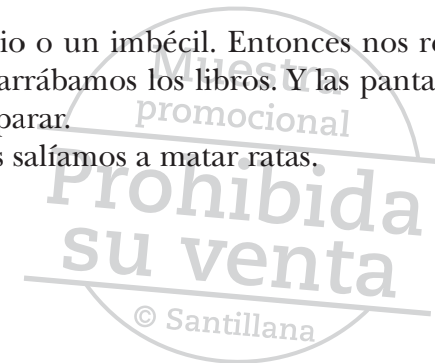 io o un imbécil. Entonces nos re
arrábamos los libros. Y las panta
parar.
s salíamos a matar ratas.
Muestra
promocional
Prohibida
su venta
© Santillana